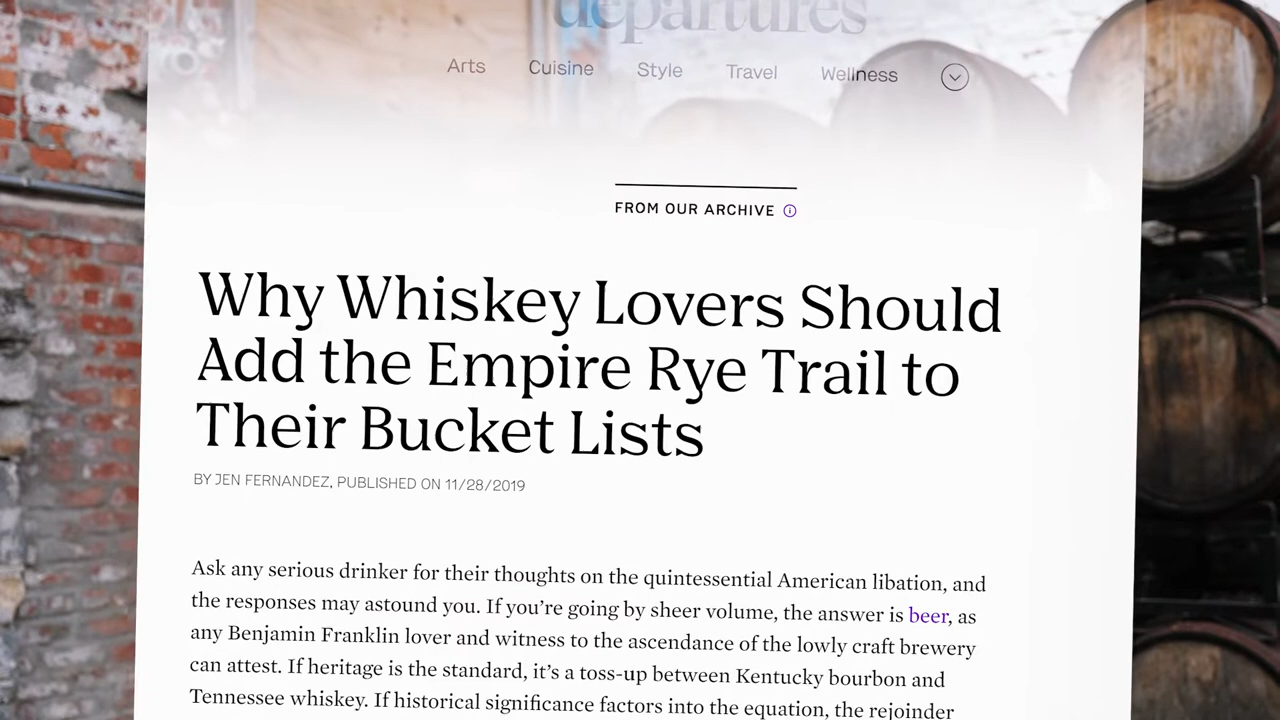 departures
Arts Cuisine Style Travel Wellness
FROM OUR ARCHIVE
Why Whiskey Lovers Should
Add the Empire Rye Trail to
Their Bucket Lists
BY JEN FERNANDEZ, PUBLISHED ON 11/28/2019
Ask any serious drinker for their thoughts on the quintessential American libation, and
the responses may astound you. If you’re going by sheer volume, the answer is beer, as
any Benjamin Franklin lover and witness to the ascendance of the lowly craft brewery
can attest. If heritage is the standard, it’s a toss-up between Kentucky bourbon and
Tennessee whiskey. If historical significance factors into the equation, the rejoinder